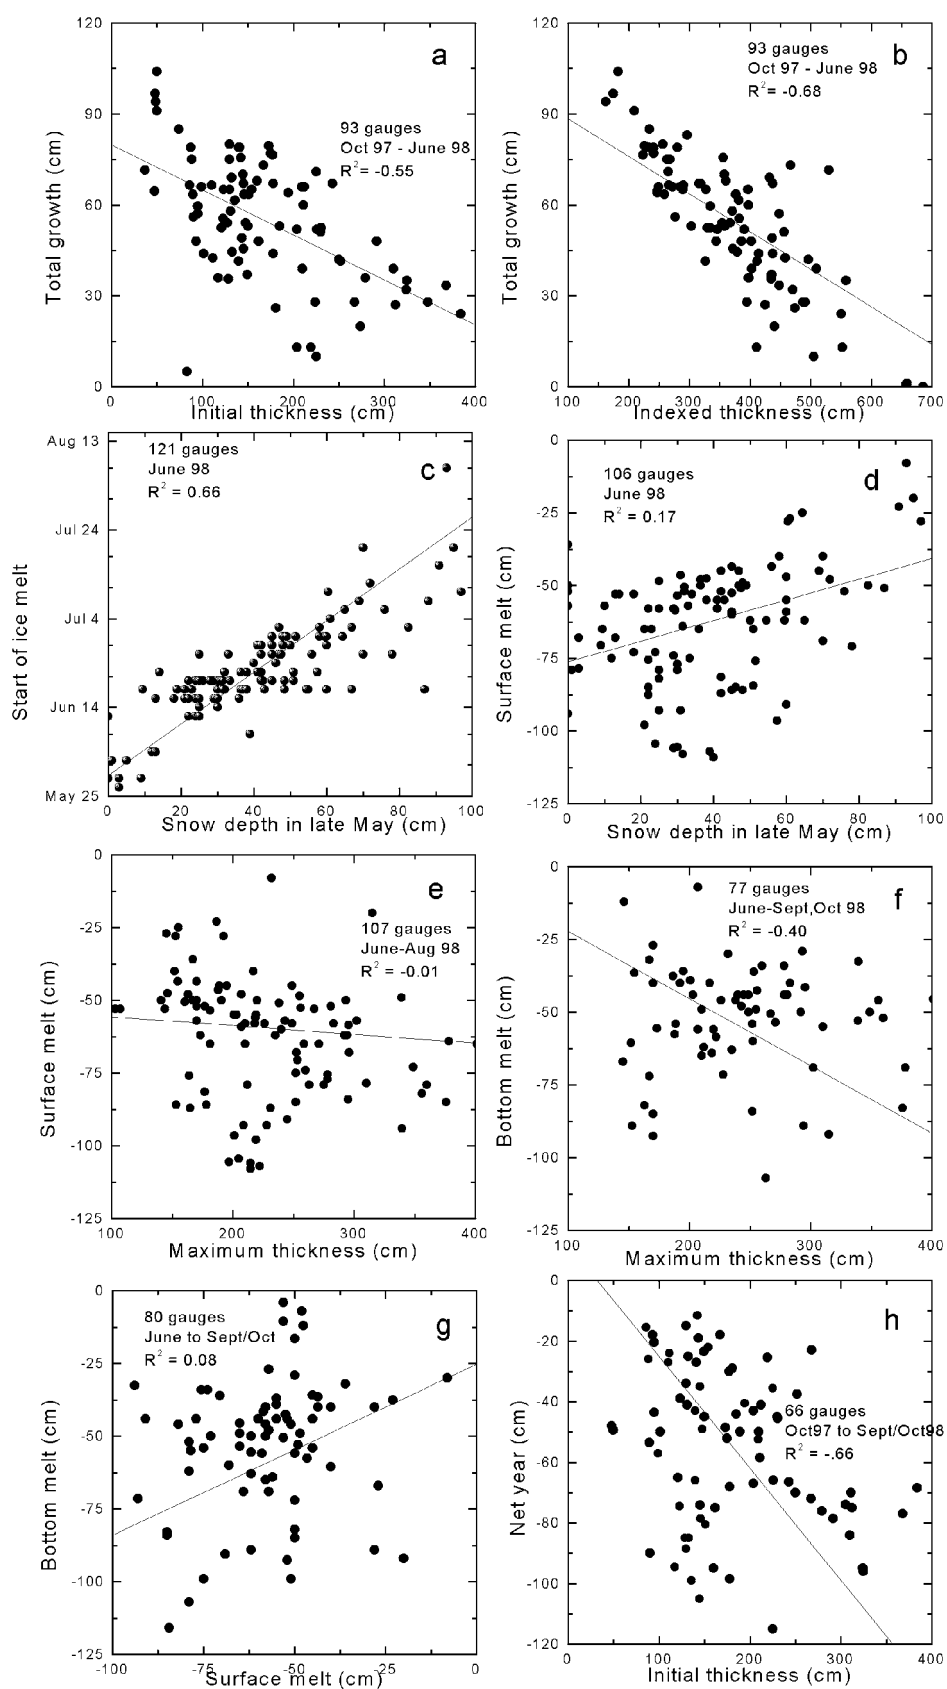 120
90
60
30
0
Total growth (cm)
a
93 gauges
Oct 97 - June 98
R² = -0.55
0
100
200
300
400
Initial thickness (cm)
120
90
60
30
0
Total growth (cm)
b
93 gauges
Oct 97 - June 98
R² = -0.68
100
200
300
400
500
600
700
Indexed thickness (cm)
Aug 13
Jul 24
Jul 4
Jun 14
May 25
Start of ice melt
121 gauges
June 98
R² = 0.66
c
0
20
40
60
80
100
Snow depth in late May (cm)
0
-25
-50
-75
-100
-125
Surface melt (cm)
106 gauges
June 98
R² = 0.17
d
0
20
40
60
80
100
Snow depth in late May (cm)
0
-25
-50
-75
-100
-125
Surface melt (cm)
e
107 gauges
June-Aug 98
R² = -0.01
100
200
300
400
Maximum thickness (cm)
0
-25
-50
-75
-100
-125
Bottom melt (cm)
77 gauges
June-Sept,Oct 98
R² = -0.40
f
100
200
300
400
Maximum thickness (cm)
0
-25
-50
-75
-100
-125
Bottom melt (cm)
80 gauges
June to Sept/Oct
R² = 0.08
g
-100
-75
-50
-25
0
Surface melt (cm)
0
-20
-40
-60
-80
-100
-120
Net year (cm)
h
66 gauges
Oct97 to Sept/Oct98
R² = -.66
0
100
200
300
400
Initial thickness (cm)